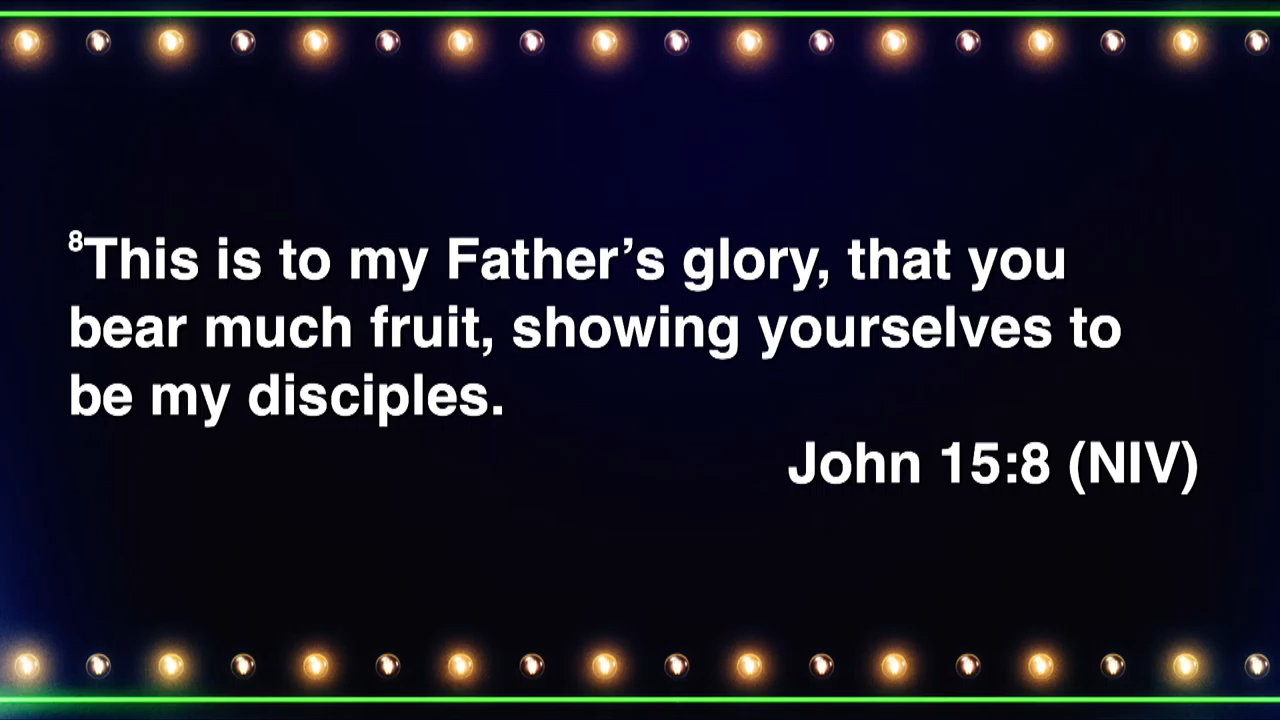 ⁸This is to my Father’s glory, that you
bear much fruit, showing yourselves to
be my disciples.
John 15:8 (NIV)